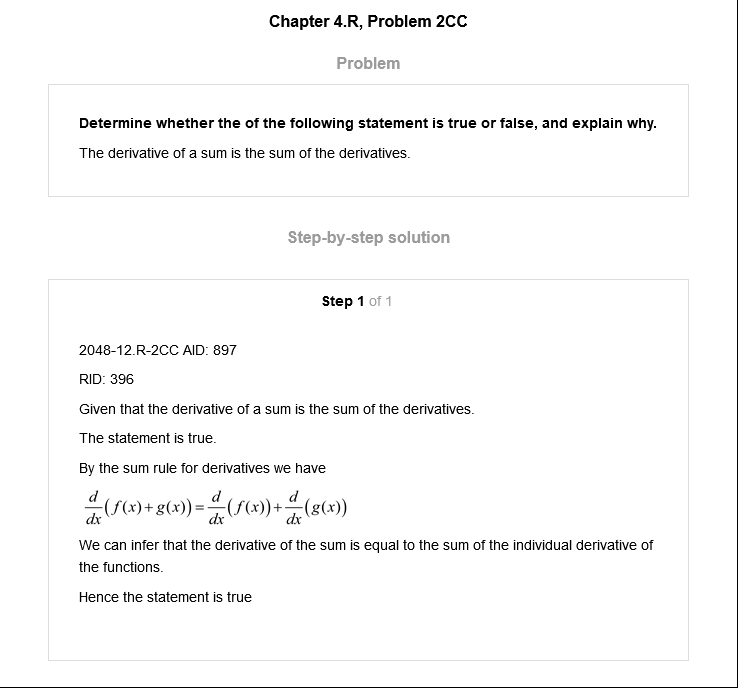 Chapter 4.R, Problem 2CC
Problem
Determine whether the of the following statement is true or false, and explain why.
The derivative of a sum is the sum of the derivatives.
Step-by-step solution
Step 1 of 1
2048-12.R-2CC AID: 897
RID: 396
Given that the derivative of a sum is the sum of the derivatives.
The statement is true.
By the sum rule for derivatives we have
d/dx (f(x)+g(x)) = d/dx (f(x)) + d/dx (g(x))
We can infer that the derivative of the sum is equal to the sum of the individual derivative of
the functions.
Hence the statement is true